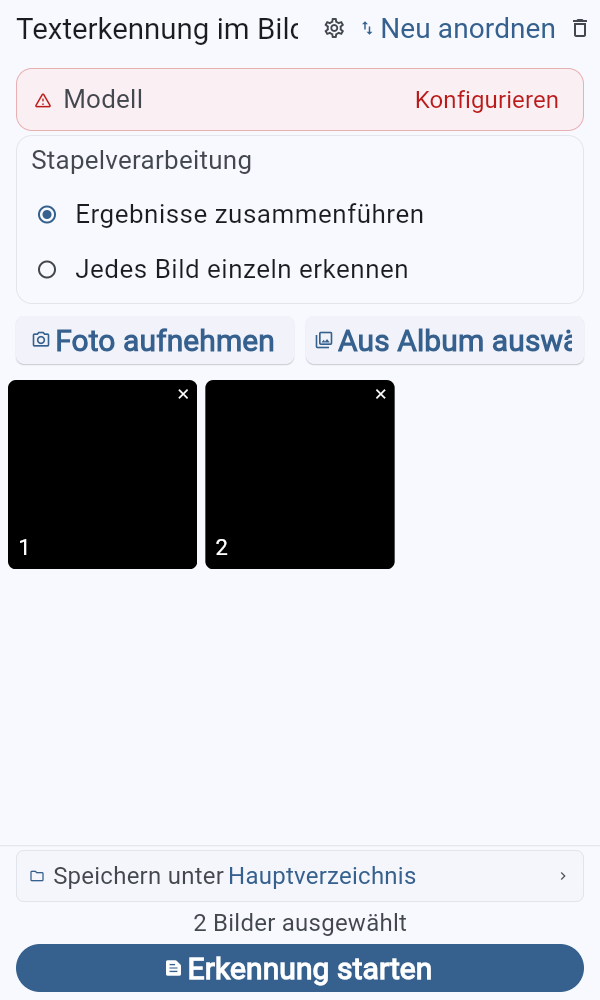 Texterkennung im Bild
Neu anordnen
Modell
Konfigurieren
Stapelverarbeitung
Ergebnisse zusammenführen
Jedes Bild einzeln erkennen
Foto aufnehmen
Aus Album auswä
1
2
Speichern unter Hauptverzeichnis
2 Bilder ausgewählt
Erkennung starten